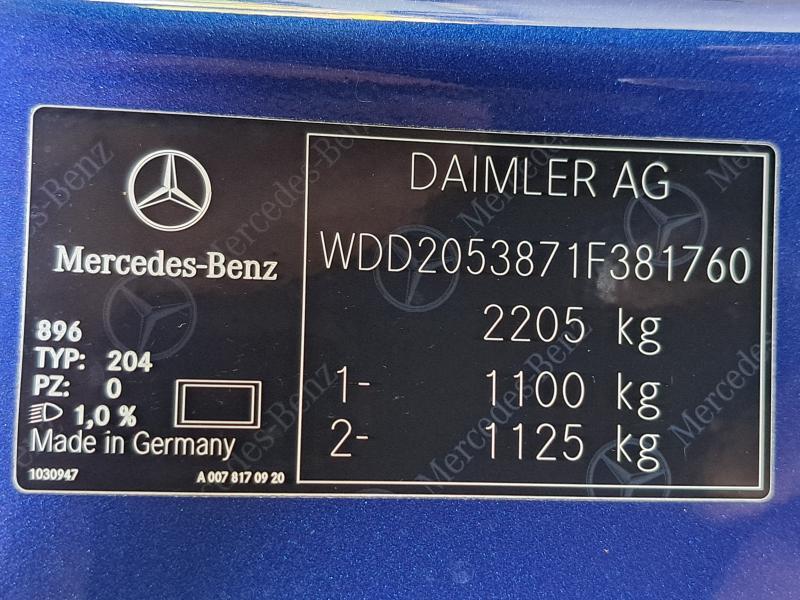 Mercedes-Benz
896
TYP: 204
PZ: 0
1,0 %
Made in Germany
1030947
A 007 817 09 20
DAIMLER AG
WDD2053871F381760
2205 kg
1- 1100 kg
2- 1125 kg